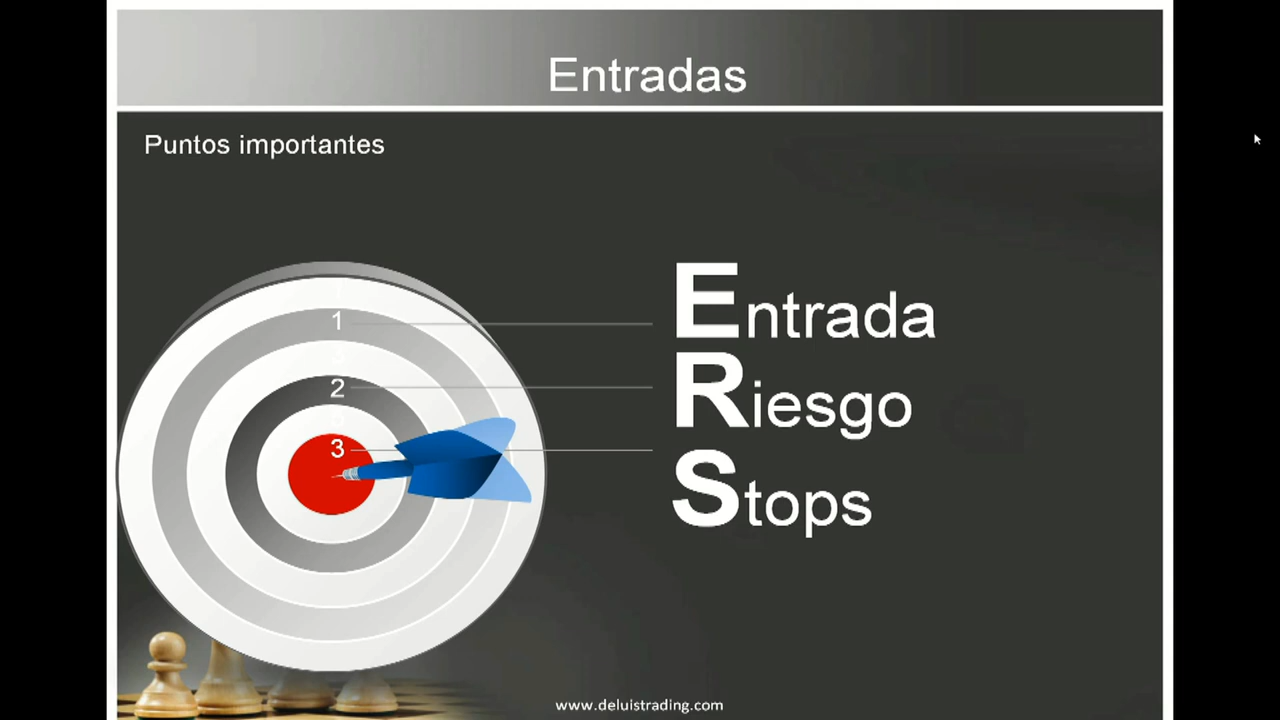 Entradas
Puntos importantes
1
2
3
Entrada
Riesgo
Stops
www.deluistrading.com